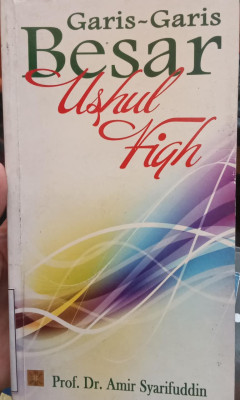 Garis-Garis
Besar
Ushul
Fiqh
Prof. Dr. Amir Syarifuddin